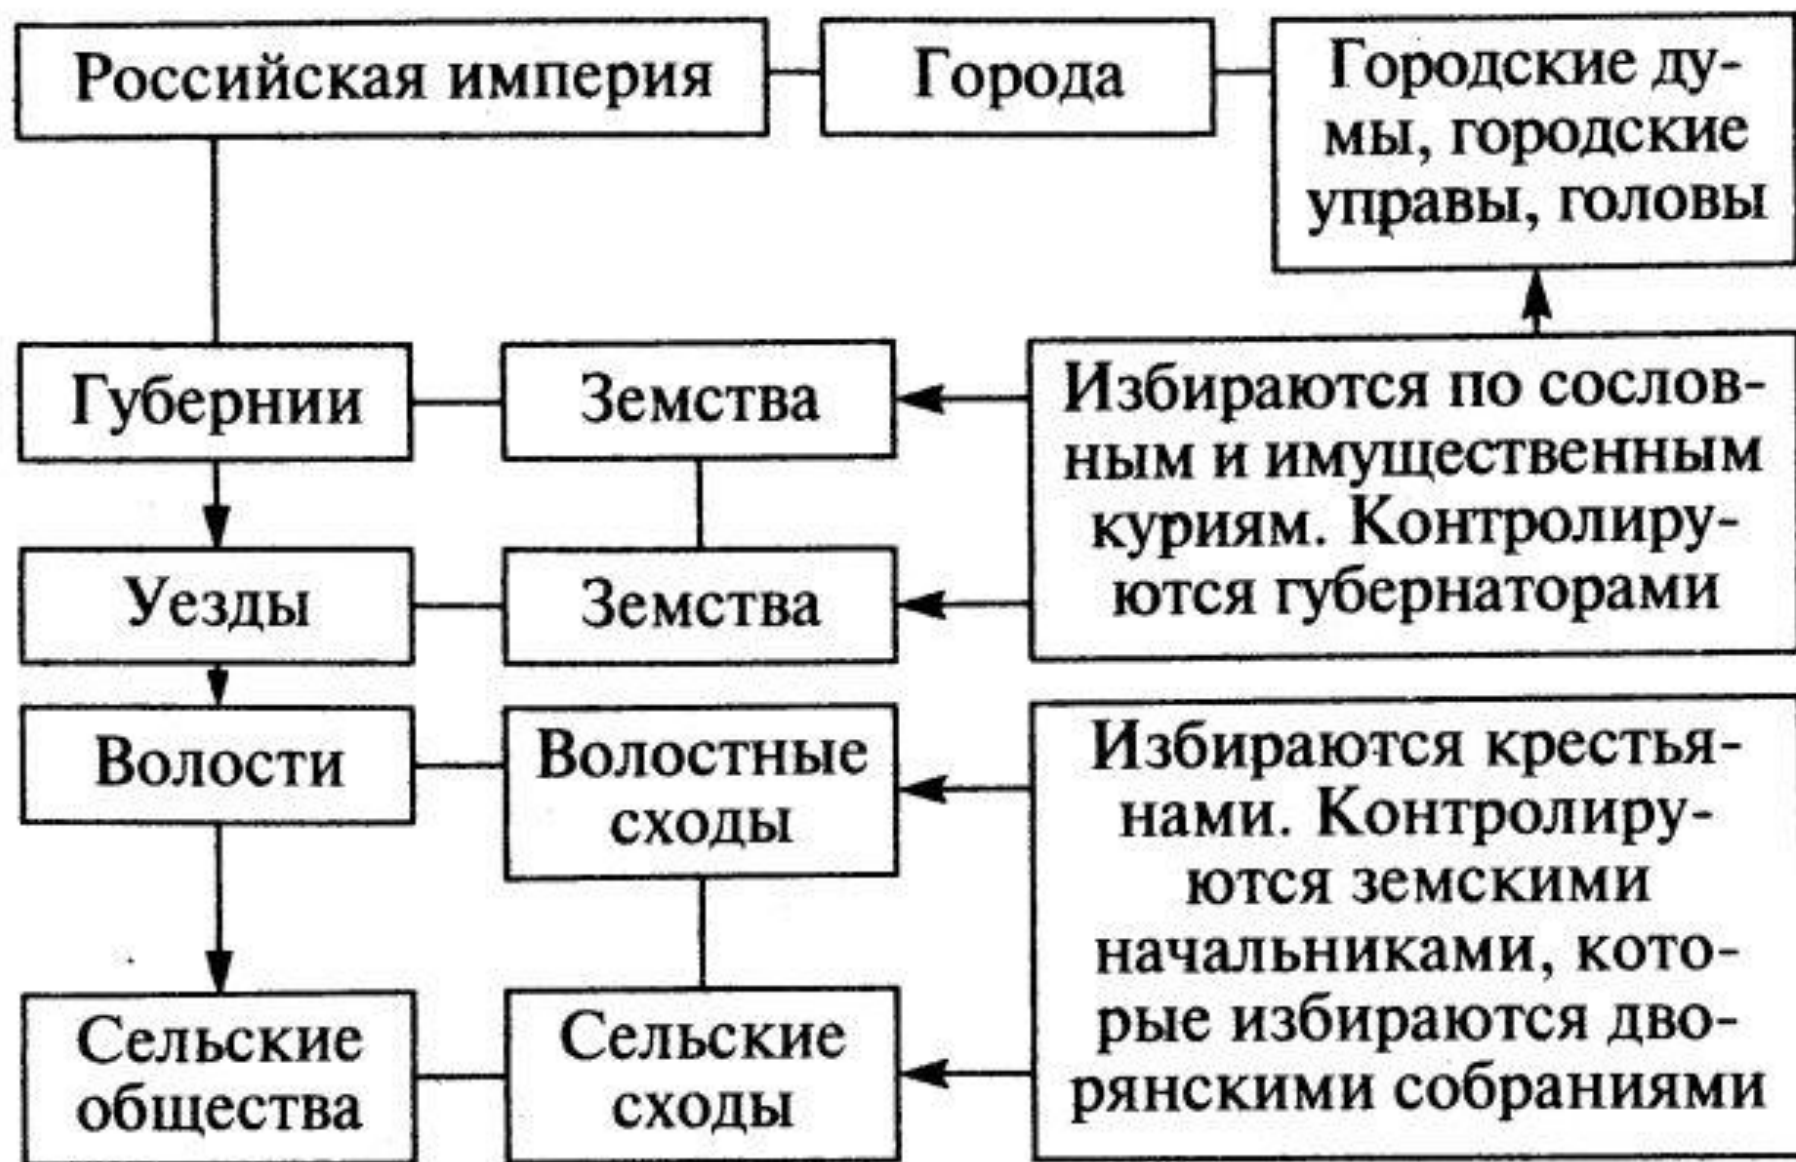 Российская империя
Города
Городские ду-
мы, городские
управы, головы
Губернии
Земства
Избираются по сослов-
ным и имущественным
куриям. Контролиру-
ются губернаторами
Уезды
Земства
Волости
Волостные
сходы
Избираются крестья-
нами. Контролиру-
ются земскими
начальниками, кото-
рые избираются дво-
рянскими собраниями
Сельские
общества
Сельские
сходы